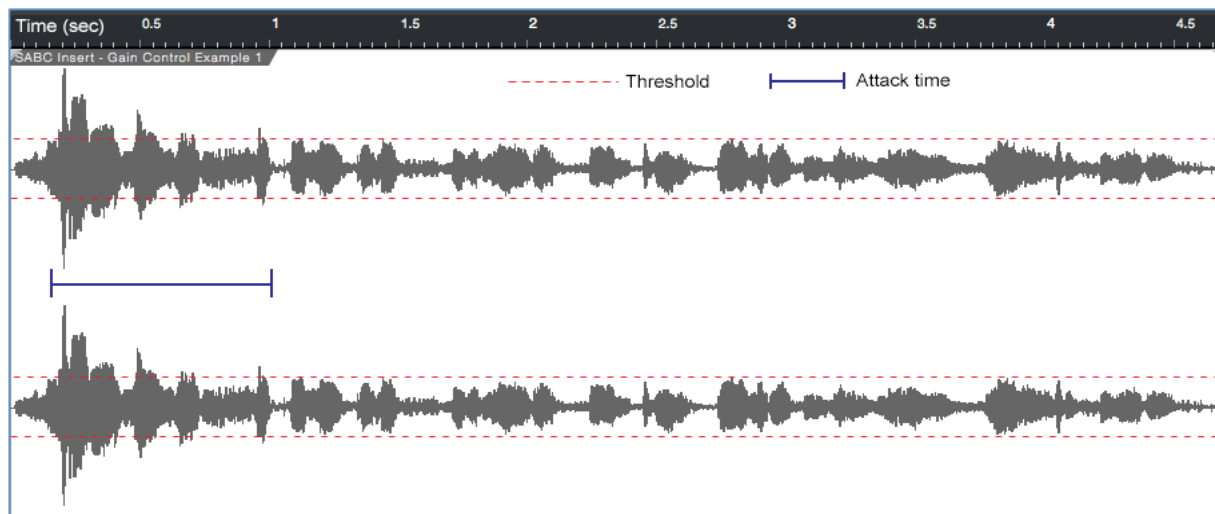 Time (sec) 0.5 1 1.5 2 2.5 3 3.5 4 4.5
SABC Insert - Gain Control Example 1
Threshold Attack time